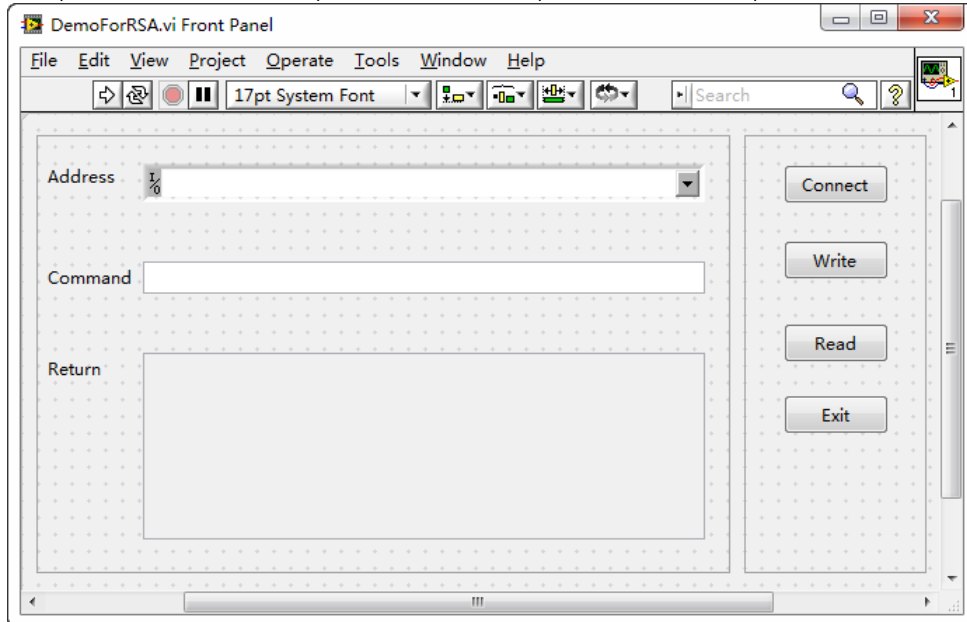 DemoForRSA.vi Front Panel
File Edit View Project Operate Tools Window Help
17pt System Font Search
1
Address I/O
Connect
Write
Command
Read
Return
Exit